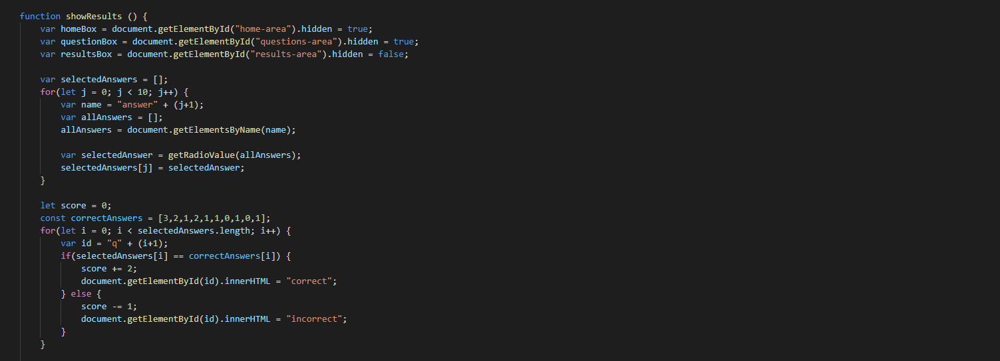 function showResults () {
    var homeBox = document.getElementById("home-area").hidden = true;
    var questionBox = document.getElementById("questions-area").hidden = true;
    var resultsBox = document.getElementById("results-area").hidden = false;

    var selectedAnswers = [];
    for(let j = 0; j < 10; j++) {
        var name = "answer" + (j+1);
        var allAnswers = [];
        allAnswers = document.getElementsByName(name);

        var selectedAnswer = getRadioValue(allAnswers);
        selectedAnswers[j] = selectedAnswer;
    }

    let score = 0;
    const correctAnswers = [3,2,1,2,1,1,0,1,0,1];
    for(let i = 0; i < selectedAnswers.length; i++) {
        var id = "q" + (i+1);
        if(selectedAnswers[i] == correctAnswers[i]) {
            score += 2;
            document.getElementById(id).innerHTML = "correct";
        } else {
            score -= 1;
            document.getElementById(id).innerHTML = "incorrect";
        }
    }